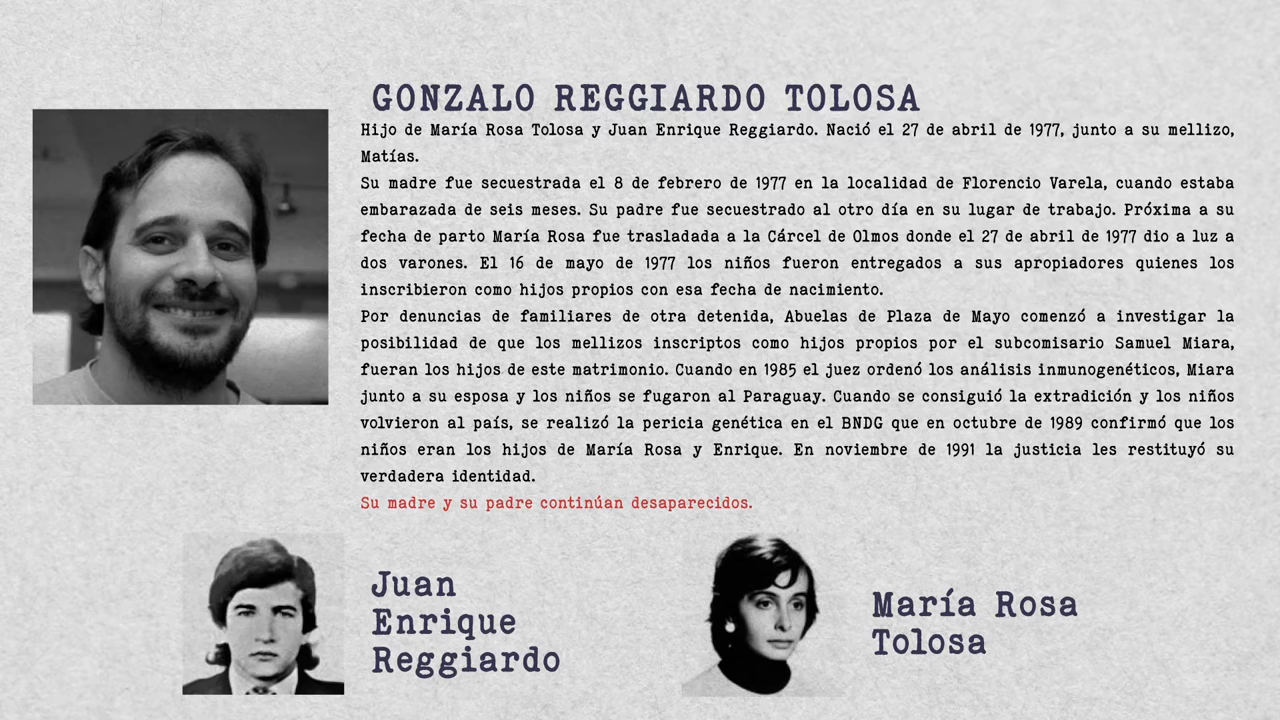 GONZALO REGGIARDO TOLOSA
Hijo de María Rosa Tolosa y Juan Enrique Reggiardo. Nació el 27 de abril de 1977, junto a su mellizo,
Matías.
Su madre fue secuestrada el 8 de febrero de 1977 en la localidad de Florencio Varela, cuando estaba
embarazada de seis meses. Su padre fue secuestrado al otro día en su lugar de trabajo. Próxima a su
fecha de parto María Rosa fue trasladada a la Cárcel de Olmos donde el 27 de abril de 1977 dio a luz a
dos varones. El 16 de mayo de 1977 los niños fueron entregados a sus apropiadores quienes los
inscribieron como hijos propios con esa fecha de nacimiento.
Por denuncias de familiares de otra detenida, Abuelas de Plaza de Mayo comenzó a investigar la
posibilidad de que los mellizos inscriptos como hijos propios por el subcomisario Samuel Miara,
fueran los hijos de este matrimonio. Cuando en 1985 el juez ordenó los análisis inmunogenéticos, Miara
junto a su esposa y los niños se fugaron al Paraguay. Cuando se consiguió la extradición y los niños
volvieron al país, se realizó la pericia genética en el BNDG que en octubre de 1989 confirmó que los
niños eran los hijos de María Rosa y Enrique. En noviembre de 1991 la justicia les restituyó su
verdadera identidad.
Su madre y su padre continúan desaparecidos.
Juan
Enrique
Reggiardo
María Rosa
Tolosa